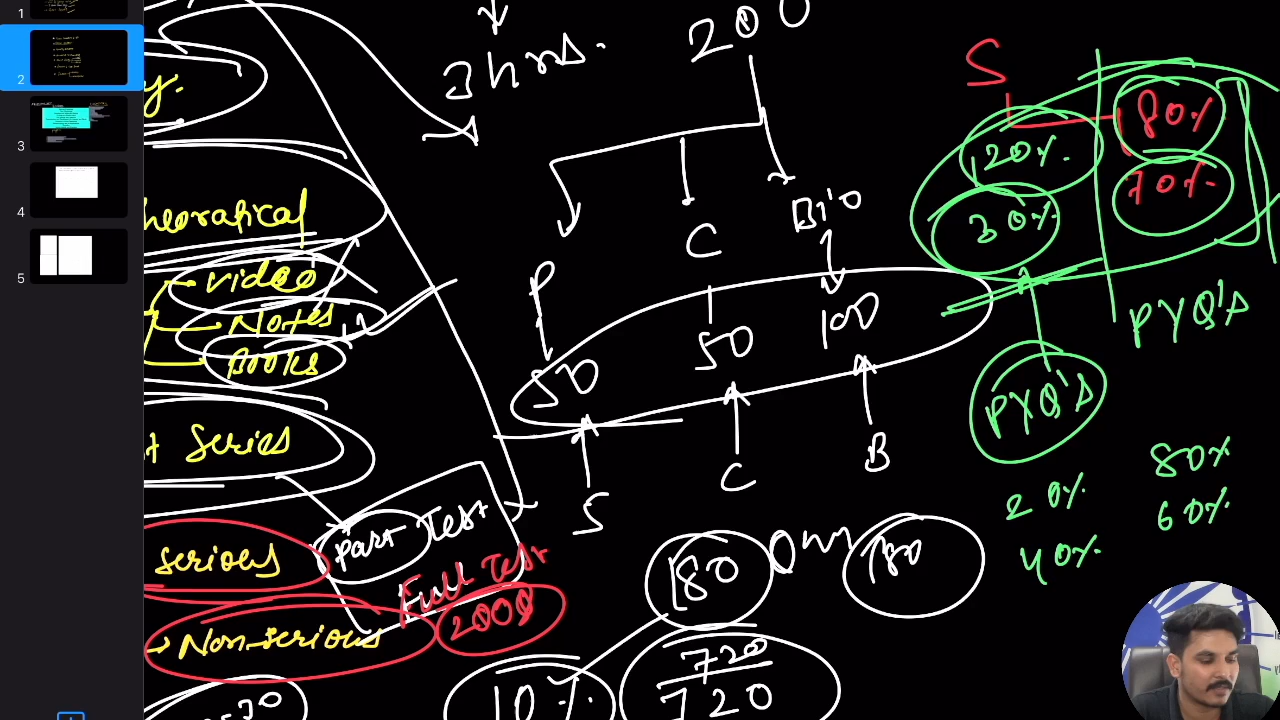 1
2
3
4
5
3 hrs.
200
P
C
Bio
50
50
100
S
C
B
S
20%.
80%
30%
70%.
PYQ'S
PYQ'S
20%
80%
40%
60%
y.
heoratical
video
Notes
Books
t Series
part Test
Full Test
serious
2000
→ Non-serious
180
180
10%
720
720